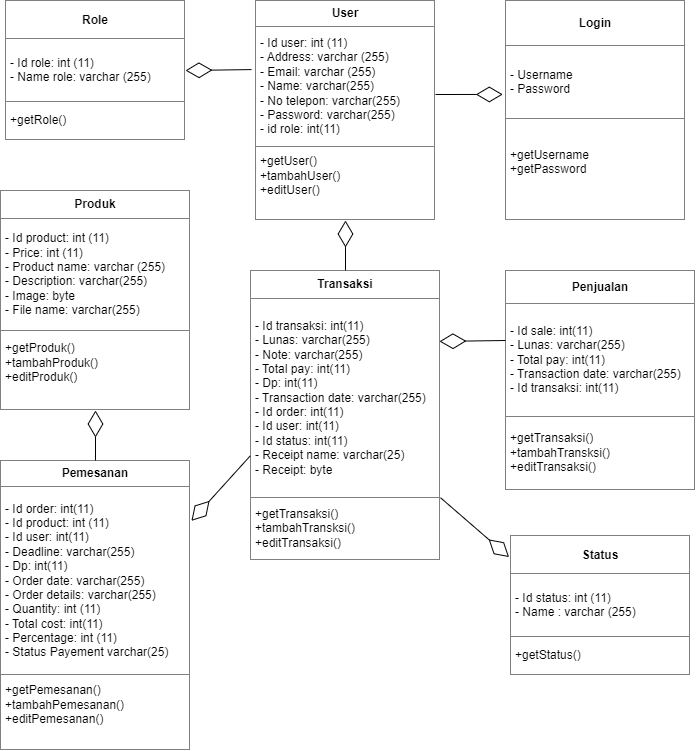 Role
- Id role: int (11)
- Name role: varchar (255)
+getRole()
User
- Id user: int (11)
- Address: varchar (255)
- Email: varchar (255)
- Name: varchar(255)
- No telepon: varchar(255)
- Password: varchar(255)
- id role: int(11)
+getUser()
+tambahUser()
+editUser()
Login
- Username
- Password
+getUsername
+getPassword
Produk
- Id product: int (11)
- Price: int (11)
- Product name: varchar (255)
- Description: varchar(255)
- Image: byte
- File name: varchar(255)
+getProduk()
+tambahProduk()
+editProduk()
Transaksi
- Id transaksi: int(11)
- Lunas: varchar(255)
- Note: varchar(255)
- Total pay: int(11)
- Dp: int(11)
- Transaction date: varchar(255)
- Id order: int(11)
- Id user: int(11)
- Id status: int(11)
- Receipt name: varchar(25)
- Receipt: byte
+getTransaksi()
+tambahTransksi()
+editTransaksi()
Penjualan
- Id sale: int(11)
- Lunas: varchar(255)
- Total pay: int(11)
- Transaction date: varchar(255)
- Id transaksi: int(11)
+getTransaksi()
+tambahTransksi()
+editTransaksi()
Pemesanan
- Id order: int(11)
- Id product: int (11)
- Id user: int(11)
- Deadline: varchar(255)
- Dp: int(11)
- Order date: varchar(255)
- Order details: varchar(255)
- Quantity: int (11)
- Total cost: int(11)
- Percentage: int (11)
- Status Payement varchar(25)
+getPemesanan()
+tambahPemesanan()
+editPemesanan()
Status
- Id status: int (11)
- Name : varchar (255)
+getStatus()